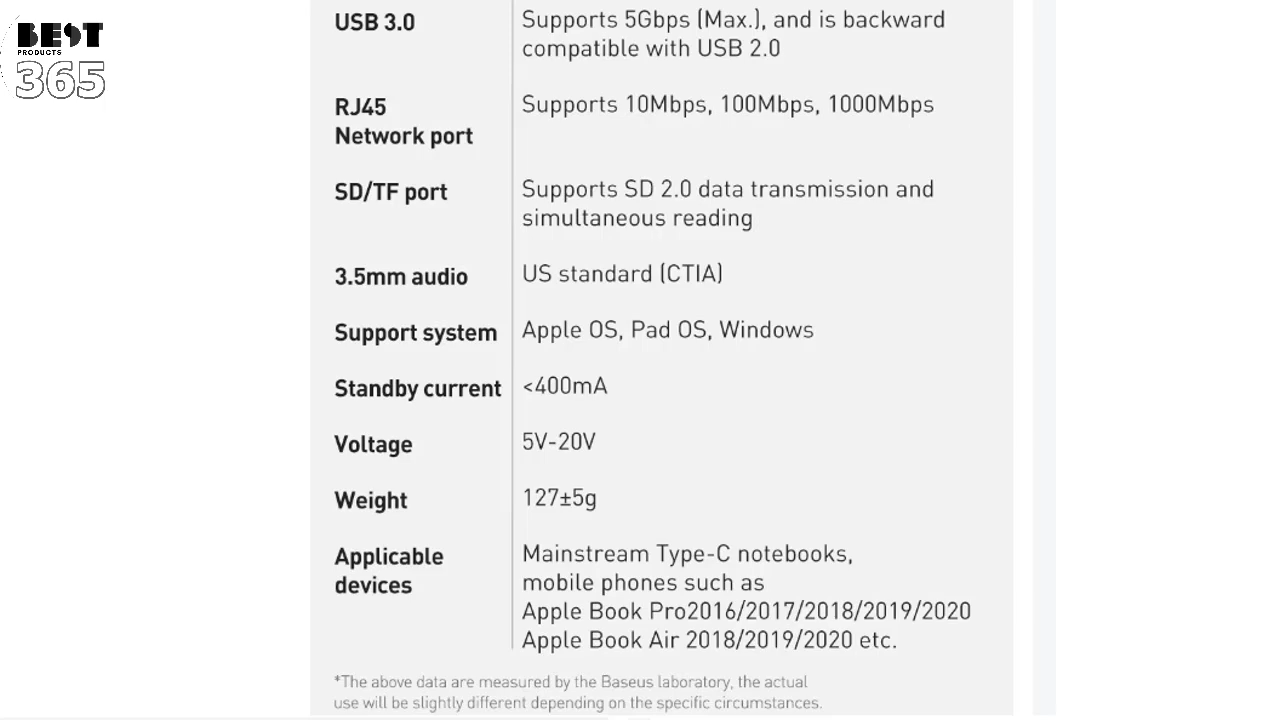 BEST
PRODUCTS
365
USB 3.0
Supports 5Gbps (Max.), and is backward
compatible with USB 2.0
RJ45
Network port
Supports 10Mbps, 100Mbps, 1000Mbps
SD/TF port
Supports SD 2.0 data transmission and
simultaneous reading
3.5mm audio
US standard (CTIA)
Support system
Apple OS, Pad OS, Windows
Standby current
<400mA
Voltage
5V-20V
Weight
127±5g
Applicable
devices
Mainstream Type-C notebooks,
mobile phones such as
Apple Book Pro2016/2017/2018/2019/2020
Apple Book Air 2018/2019/2020 etc.
*The above data are measured by the Baseus laboratory, the actual
use will be slightly different depending on the specific circumstances.